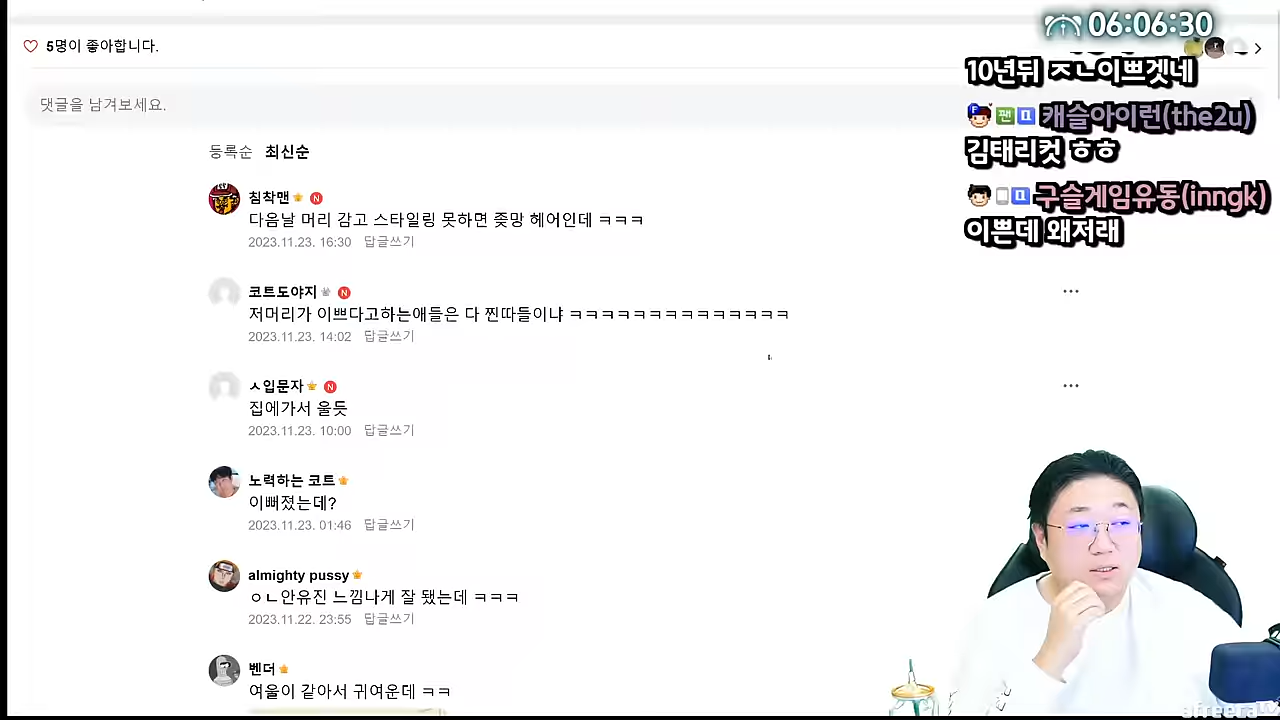 06:06:30
5명이 좋아합니다.
10년뒤 ㅈㄴ이쁘겟네
댓글을 남겨보세요.
캐슬아이런(the2u)
김태리컷 ㅎㅎ
등록순 최신순
침착맨
구슬게임유동(inngk)
다음날 머리 감고 스타일링 못하면 좆망 헤어인데 ㅋㅋㅋ
이쁜데 왜저래
2023.11.23. 16:30 답글쓰기
코트도야지
저머리가 이쁘다고하는애들은 다 찐따들이냐 ㅋㅋㅋㅋㅋㅋㅋㅋㅋㅋㅋㅋㅋㅋ
2023.11.23. 14:02 답글쓰기
ㅅ입문자
집에가서 울듯
2023.11.23. 10:00 답글쓰기
노력하는 코트
이뻐졌는데?
2023.11.23. 01:46 답글쓰기
almighty pussy
ㅇㄴ안유진 느낌나게 잘 됐는데 ㅋㅋㅋ
2023.11.22. 23:55 답글쓰기
벤더
여울이 같아서 귀여운데 ㅋㅋ
afreecaTV